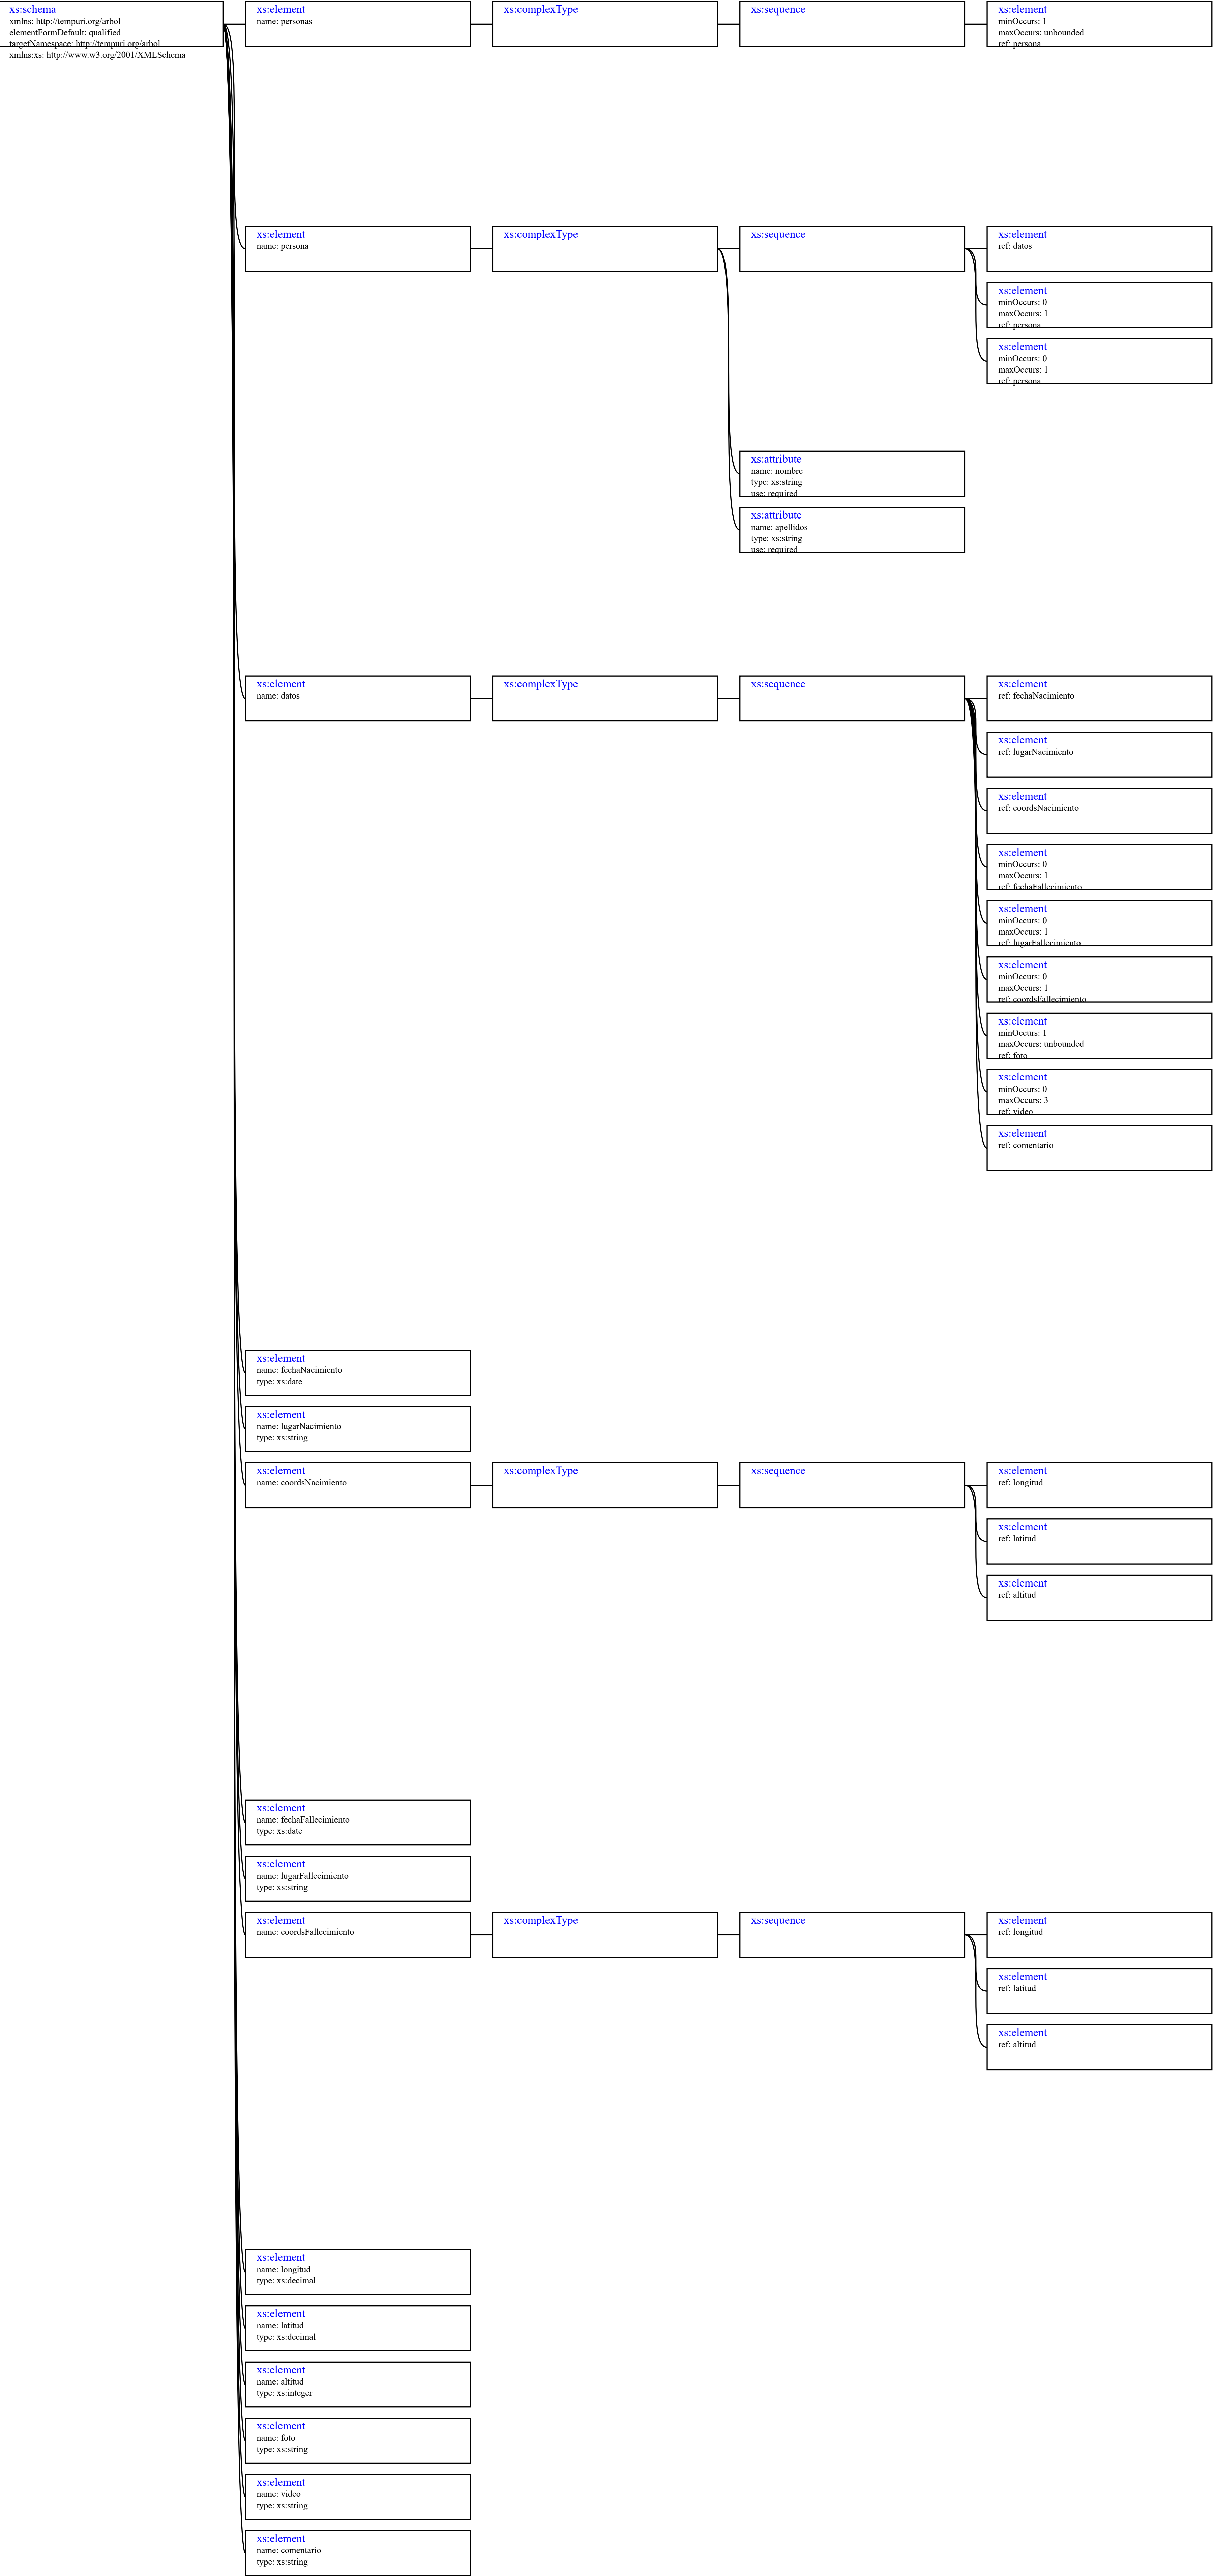 xs:schema
xmlns: http://tempuri.org/arbol
elementFormDefault: qualified
targetNamespace: http://tempuri.org/arbol
xmlns:xs: http://www.w3.org/2001/XMLSchema
xs:element
name: personas
xs:complexType
xs:sequence
xs:element
minOccurs: 1
maxOccurs: unbounded
ref: persona
xs:element
name: persona
xs:complexType
xs:sequence
xs:element
ref: datos
xs:element
minOccurs: 0
maxOccurs: 1
ref: persona
xs:element
minOccurs: 0
maxOccurs: 1
ref: persona
xs:attribute
name: nombre
type: xs:string
use: required
xs:attribute
name: apellidos
type: xs:string
use: required
xs:element
name: datos
xs:complexType
xs:sequence
xs:element
ref: fechaNacimiento
xs:element
ref: lugarNacimiento
xs:element
ref: coordsNacimiento
xs:element
minOccurs: 0
maxOccurs: 1
ref: fechaFallecimiento
xs:element
minOccurs: 0
maxOccurs: 1
ref: lugarFallecimiento
xs:element
minOccurs: 0
maxOccurs: 1
ref: coordsFallecimiento
xs:element
minOccurs: 1
maxOccurs: unbounded
ref: foto
xs:element
minOccurs: 0
maxOccurs: 3
ref: video
xs:element
ref: comentario
xs:element
name: fechaNacimiento
type: xs:date
xs:element
name: lugarNacimiento
type: xs:string
xs:element
name: coordsNacimiento
xs:complexType
xs:sequence
xs:element
ref: longitud
xs:element
ref: latitud
xs:element
ref: altitud
xs:element
name: fechaFallecimiento
type: xs:date
xs:element
name: lugarFallecimiento
type: xs:string
xs:element
name: coordsFallecimiento
xs:complexType
xs:sequence
xs:element
ref: longitud
xs:element
ref: latitud
xs:element
ref: altitud
xs:element
name: longitud
type: xs:decimal
xs:element
name: latitud
type: xs:decimal
xs:element
name: altitud
type: xs:integer
xs:element
name: foto
type: xs:string
xs:element
name: video
type: xs:string
xs:element
name: comentario
type: xs:string